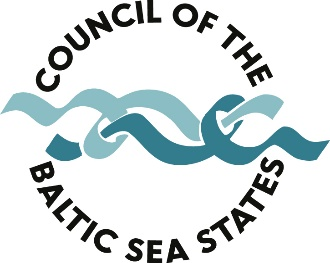 COUNCIL OF THE
BALTIC SEA STATES